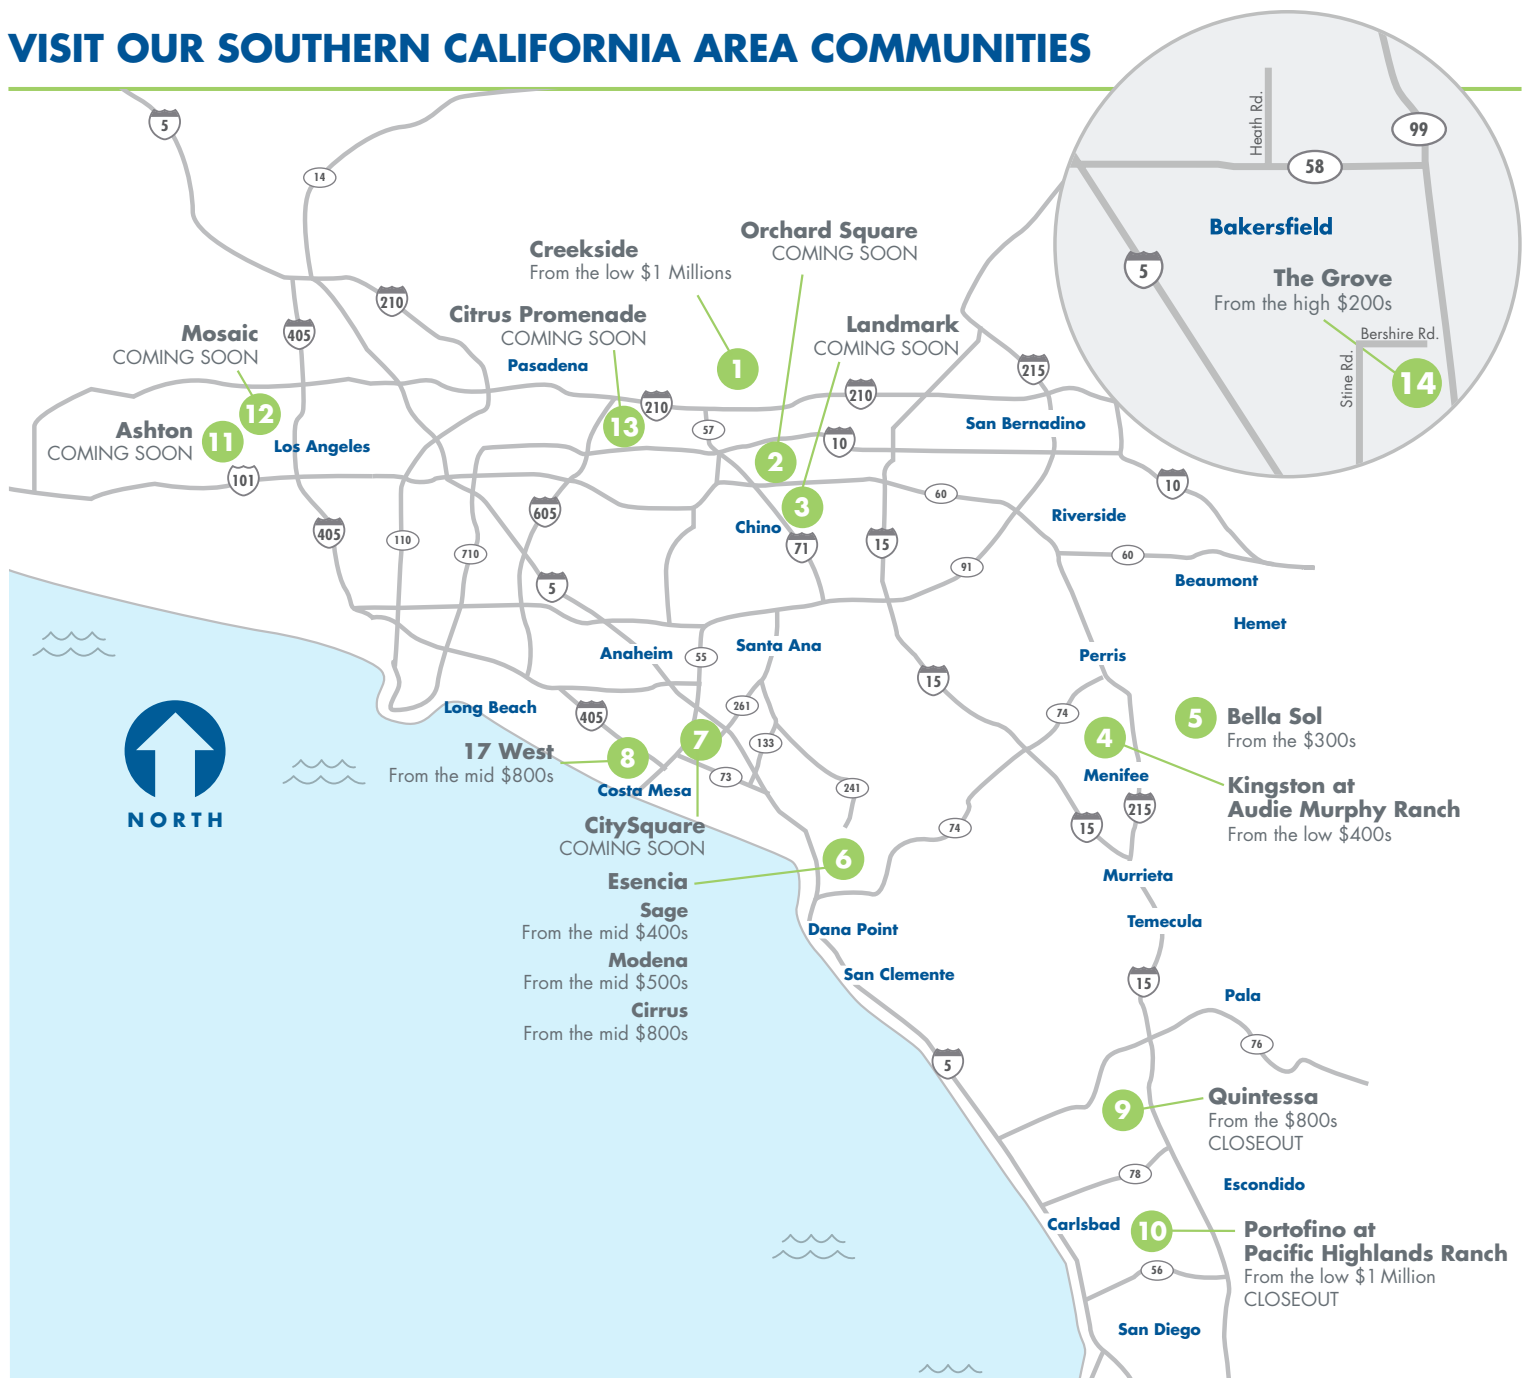 VISIT OUR SOUTHERN CALIFORNIA AREA COMMUNITIES
5
14
Heath Rd.
99
58
Bakersfield
5
The Grove
From the high $200s
Bershire Rd.
Stine Rd.
14
Orchard Square
COMING SOON
Creekside
From the low $1 Millions
210
Citrus Promenade
COMING SOON
Landmark
COMING SOON
Mosaic
COMING SOON
405
Pasadena
1
215
210
210
12
13
57
San Bernadino
Ashton
COMING SOON
11
Los Angeles
10
2
101
10
60
3
605
Riverside
Chino
405
110
710
71
15
91
60
5
Beaumont
Hemet
Anaheim
55
Santa Ana
Perris
15
Long Beach
405
261
74
5
Bella Sol
From the $300s
4
7
133
17 West
From the mid $800s
8
73
Menifee
Costa Mesa
241
Kingston at
Audie Murphy Ranch
From the low $400s
215
15
NORTH
CitySquare
COMING SOON
74
6
Esencia
Murrieta
Sage
From the mid $400s
Temecula
Dana Point
Modena
From the mid $500s
San Clemente
15
Pala
Cirrus
From the mid $800s
76
5
9
Quintessa
From the $800s
CLOSEOUT
78
Escondido
Carlsbad
10
Portofino at
Pacific Highlands Ranch
From the low $1 Million
CLOSEOUT
56
San Diego